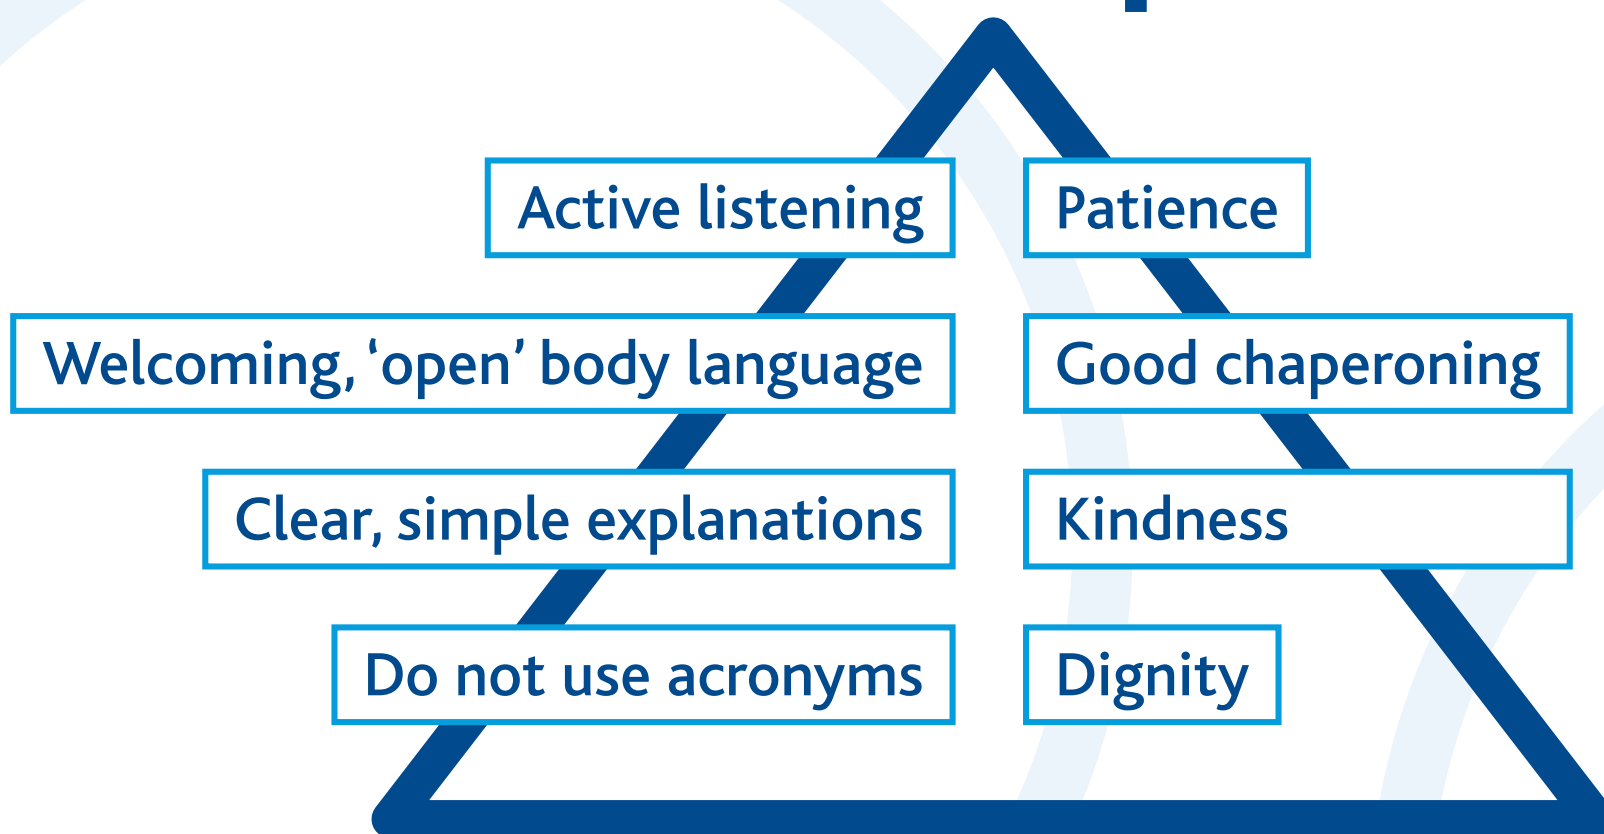 Active listening
Patience
Welcoming, ‘open’ body language
Good chaperoning
Clear, simple explanations
Kindness
Do not use acronyms
Dignity